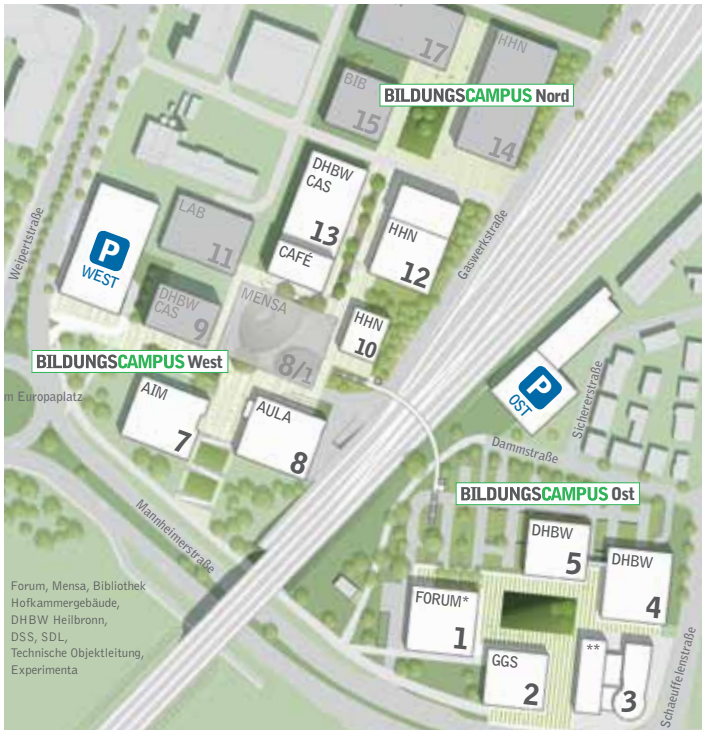 17
HHN
BIB
BILDUNGSCAMPUS Nord
15
14
DHBW
CAS
LAB
13
11
HHN
12
Weipertstraße
Gaswerkstraße
P
WEST
CAFÉ
DHBW
CAS
9
MENSA
8/1
HHN
10
BILDUNGSCAMPUS West
m Europaplatz
AIM
7
AULA
8
P
OST
Sichererstraße
Dammstraße
BILDUNGSCAMPUS Ost
Mannheimerstraße
DHBW
5
DHBW
4
Forum, Mensa, Bibliothek
Hofkammergebäude,
DHBW Heilbronn,
DSS, SDL,
Technische Objektleitung,
Experimenta
FORUM*
1
GGS
2
**
3
Schaeuffelenstraße